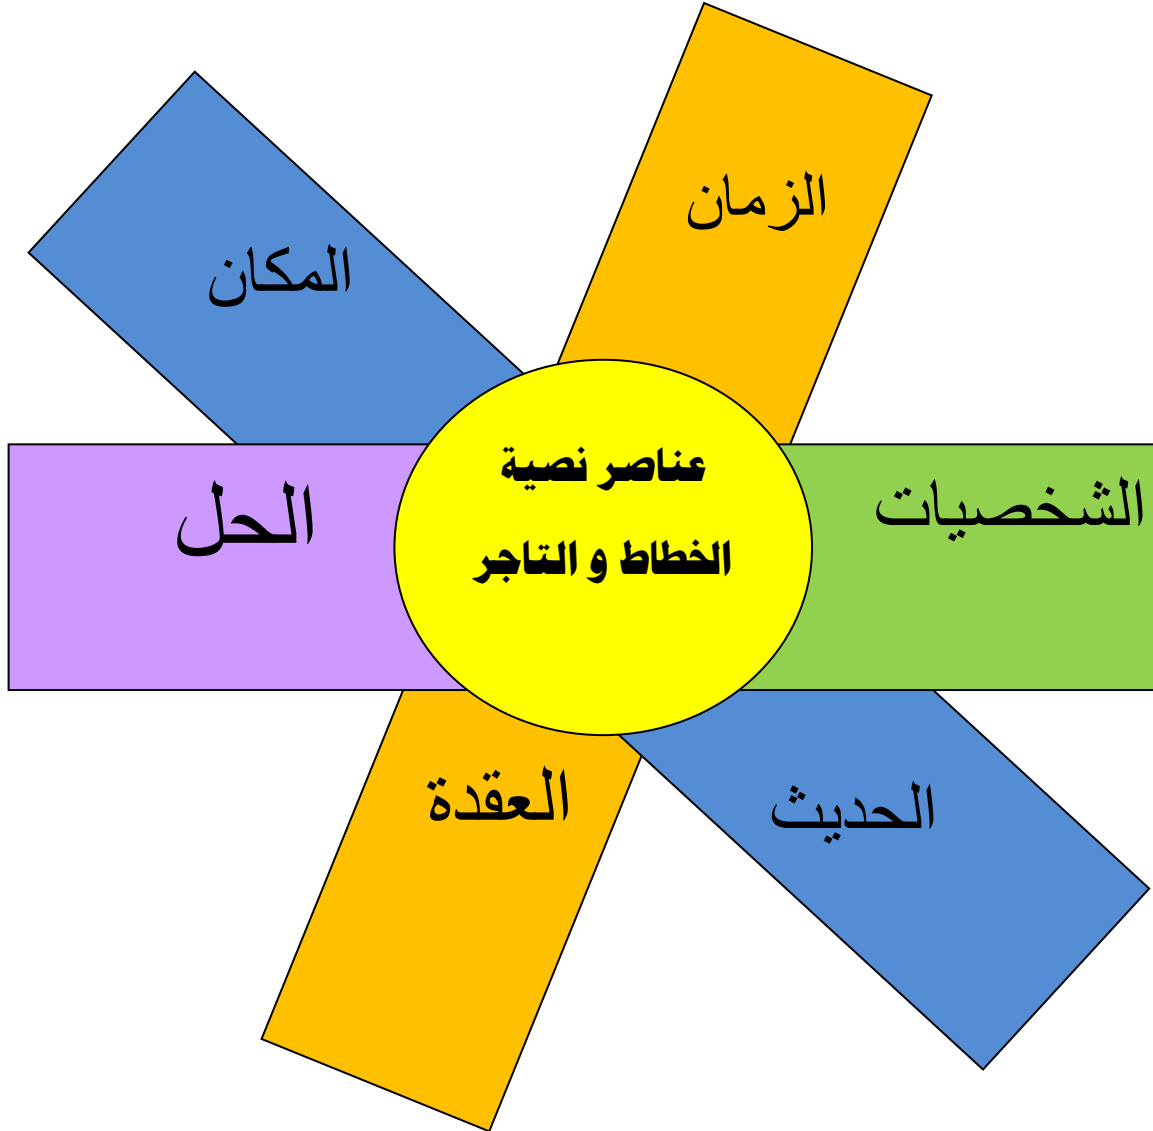 الزمان
المكان
عناصر نصية
الخطاط و التاجر
الشخصيات
الحل
العقدة
الحديث